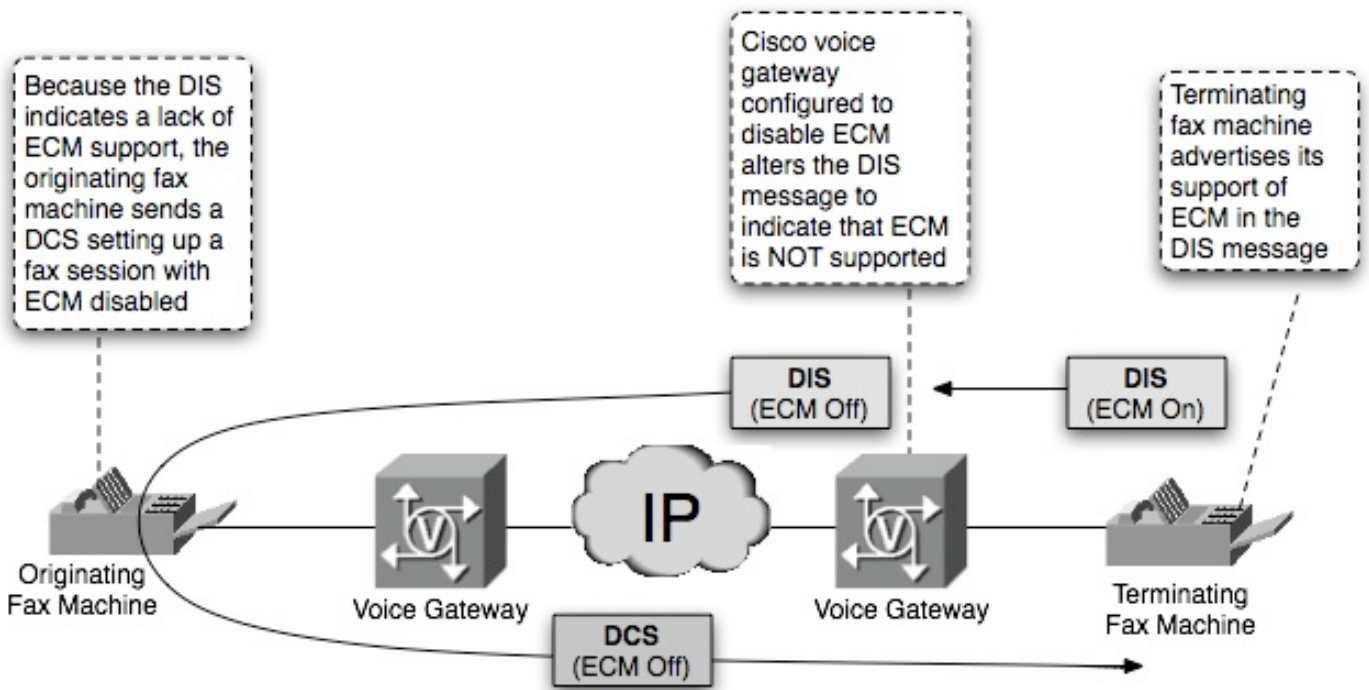 Because the DIS
indicates a lack of
ECM support, the
originating fax
machine sends a
DCS setting up a
fax session with
ECM disabled
Cisco voice
gateway
configured to
disable ECM
alters the DIS
message to
indicate that ECM
is NOT supported
Terminating
fax machine
advertises its
support of
ECM in the
DIS message
DIS
(ECM Off)
DIS
(ECM On)
IP
V
V
Originating
Fax Machine
Voice Gateway
Voice Gateway
Terminating
Fax Machine
DCS
(ECM Off)